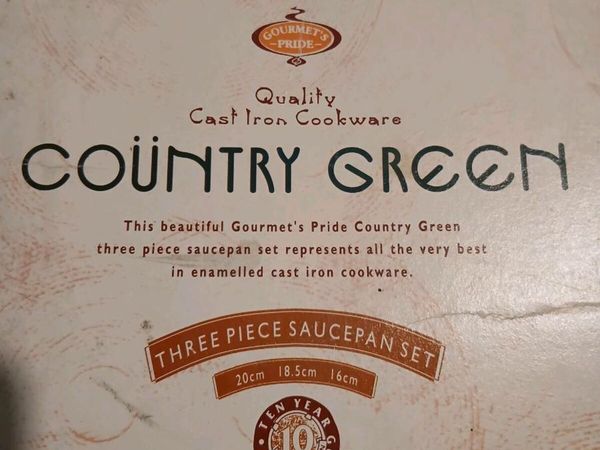 GOURMET'S
PRIDE
Quality
Cast Iron Cookware
COÜNTRY GREEN
This beautiful Gourmet's Pride Country Green
three piece saucepan set represents all the very best
in enamelled cast iron cookware.
THREE PIECE SAUCEPAN SET
20cm 18.5cm 16cm
TEN YEAR
10